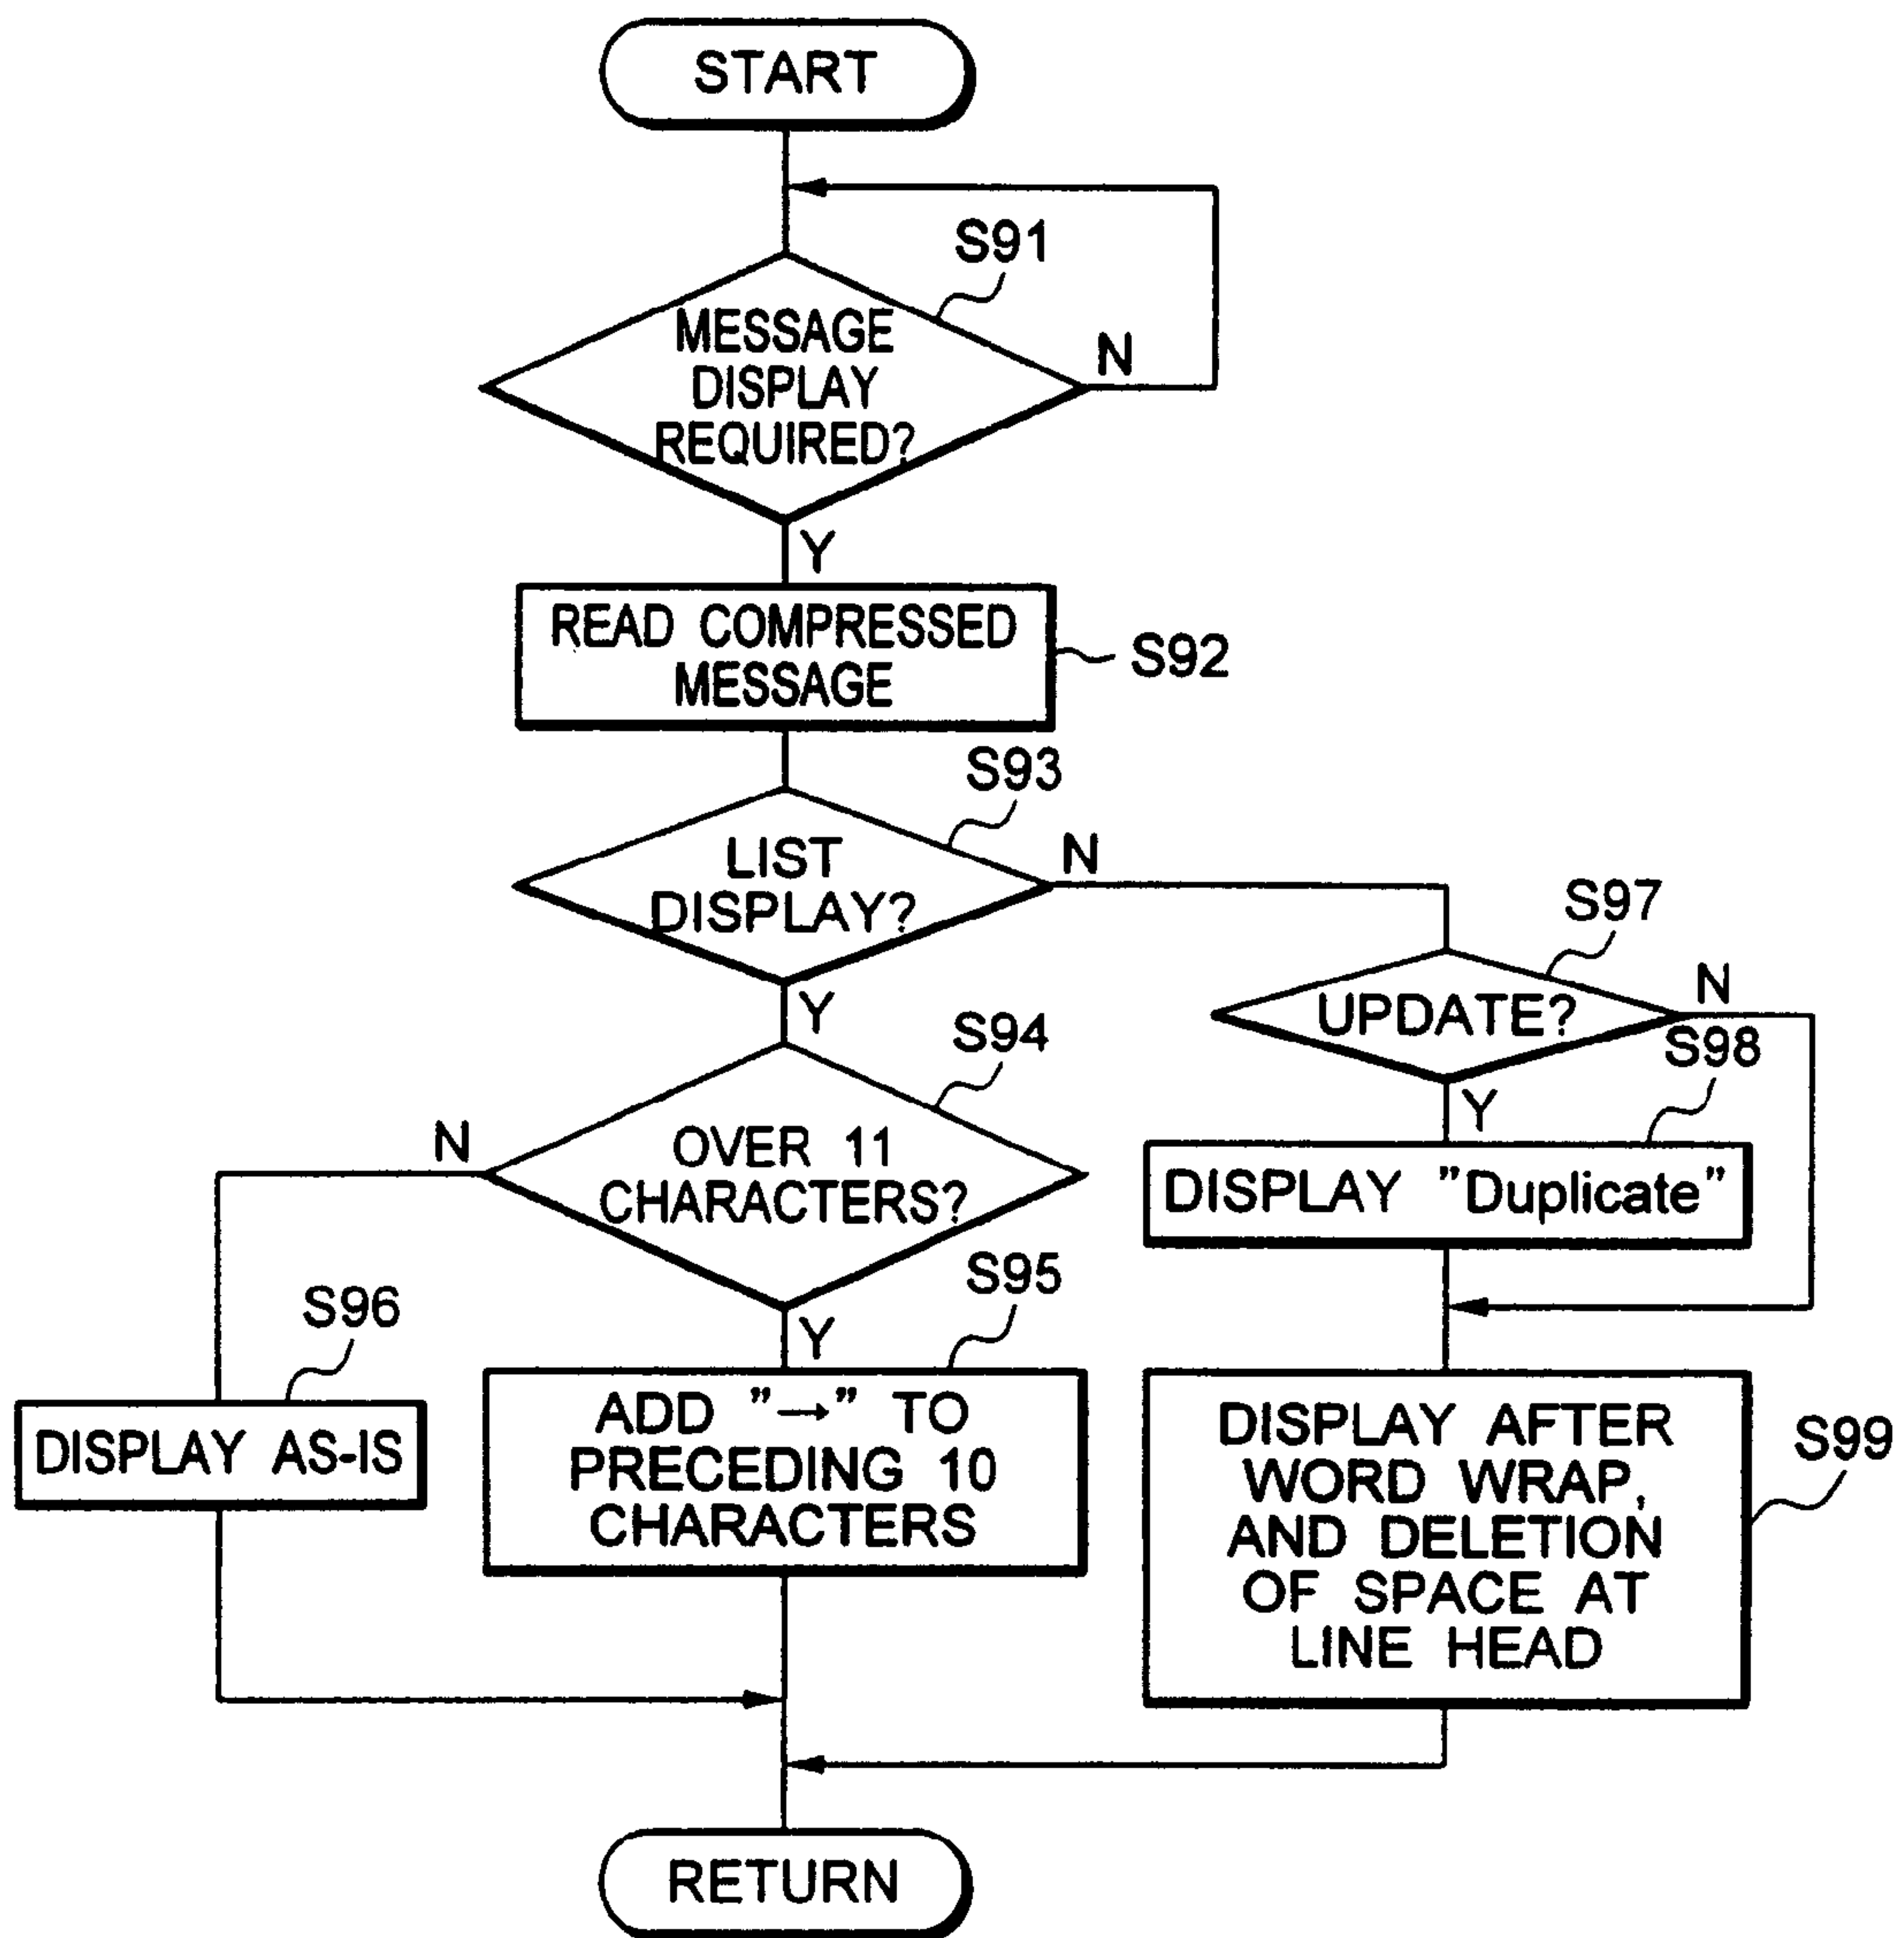 START
S91
MESSAGE
DISPLAY
REQUIRED?
N
Y
READ COMPRESSED
MESSAGE
S92
S93
LIST
DISPLAY?
N
Y
S97
UPDATE?
N
S98
Y
DISPLAY ”Duplicate”
S94
OVER 11
CHARACTERS?
N
Y
S95
ADD ”→” TO
PRECEDING 10
CHARACTERS
S96
DISPLAY AS-IS
DISPLAY AFTER
WORD WRAP,
AND DELETION
OF SPACE AT
LINE HEAD
S99
RETURN